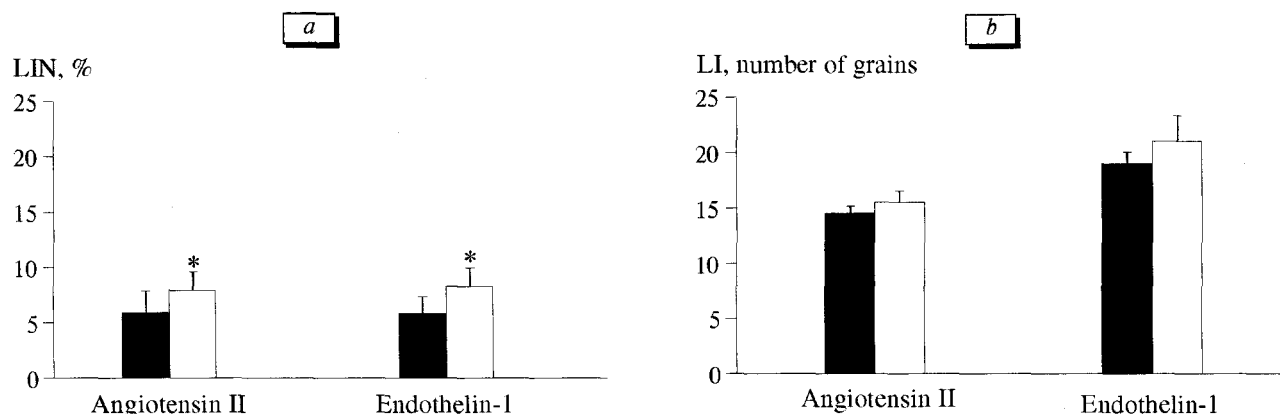 a
LIN, %
25
20
15
10
5
0
*
*
Angiotensin II Endothelin-1
b
LI, number of grains
25
20
15
10
5
0
Angiotensin II Endothelin-1